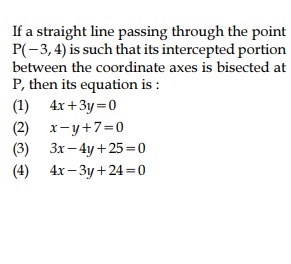 If a straight line passing through the point
P(−3, 4) is such that its intercepted portion
between the coordinate axes is bisected at
P, then its equation is :
(1) 4x+3y=0
(2) x−y+7=0
(3) 3x−4y+25=0
(4) 4x−3y+24=0